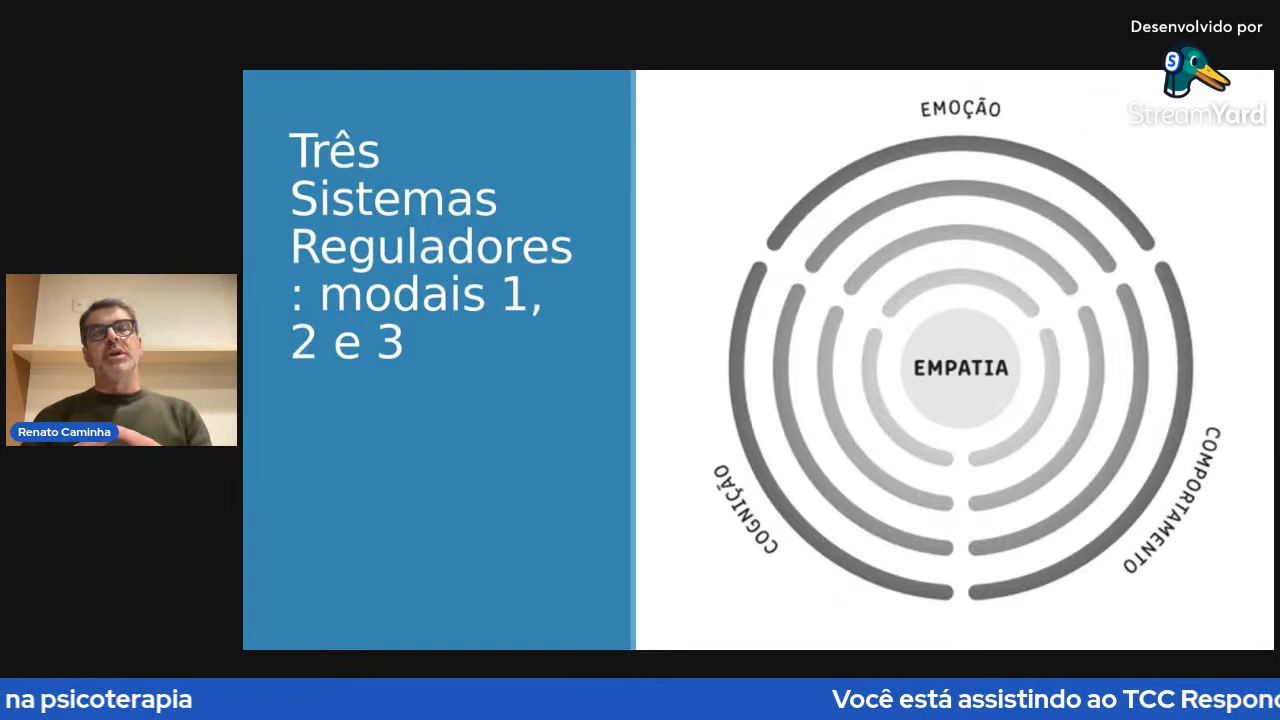 Desenvolvido por
S
StreamYard
Três
Sistemas
Reguladores
: modais 1,
2 e 3
EMOÇÃO
EMPATIA
COGNIÇÃO
COMPORTAMENTO
Renato Caminha
na psicoterapia
Você está assistindo ao TCC Respon